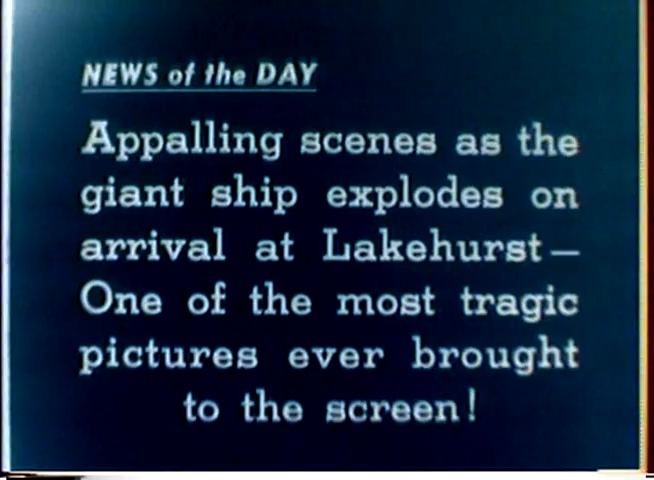 NEWS of the DAY
Appalling scenes as the
giant ship explodes on
arrival at Lakehurst—
One of the most tragic
pictures ever brought
to the screen!